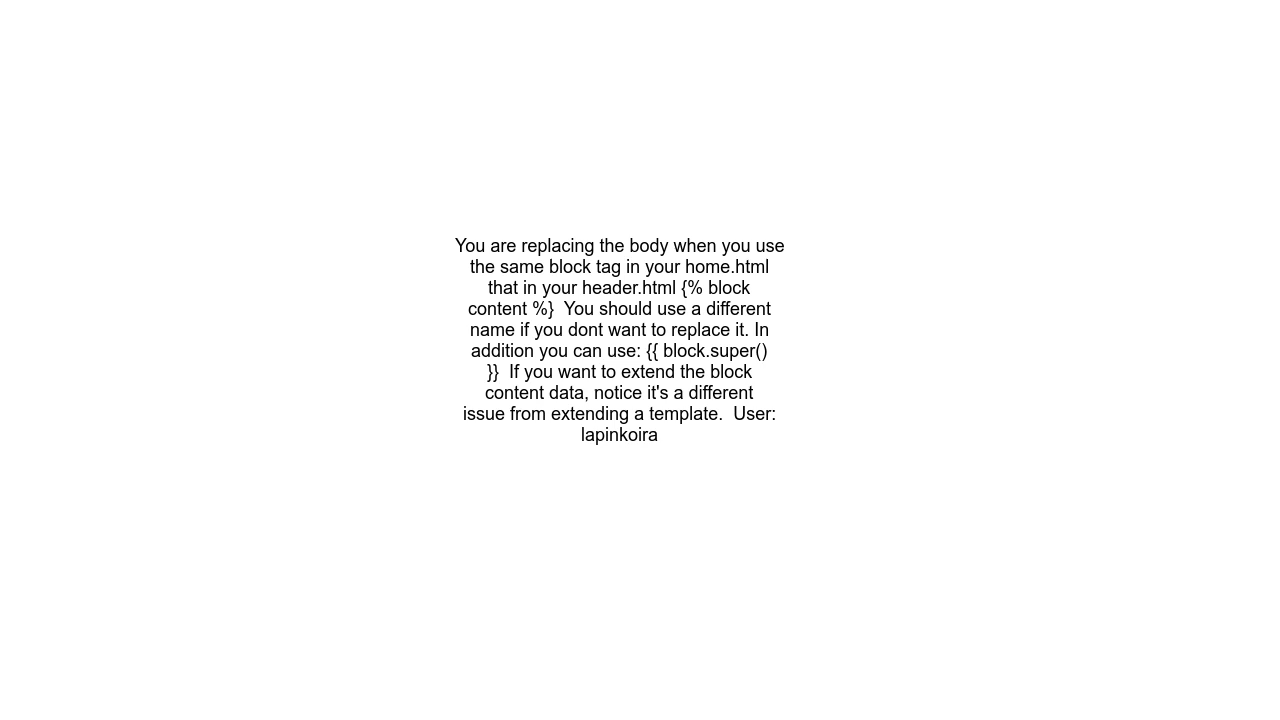 You are replacing the body when you use
the same block tag in your home.html
that in your header.html {% block
content %}  You should use a different
name if you dont want to replace it. In
addition you can use: {{ block.super()
}}  If you want to extend the block
content data, notice it's a different
issue from extending a template.  User:
lapinkoira